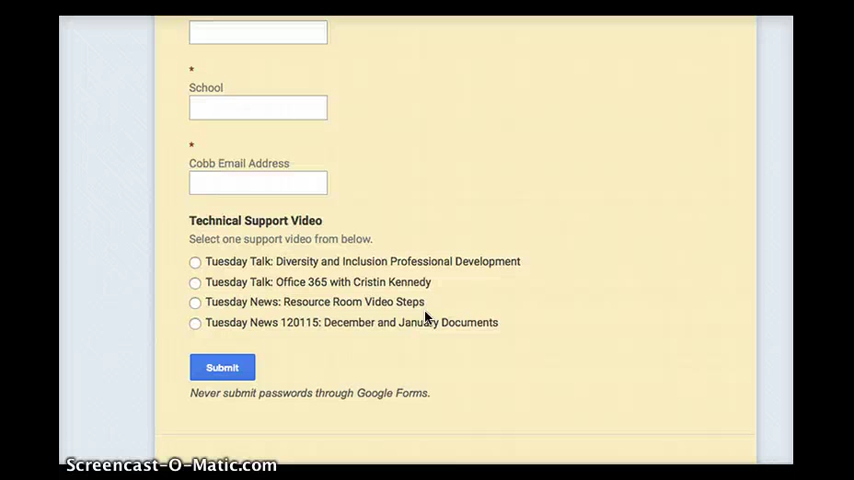 *
School
*
Cobb Email Address
Technical Support Video
Select one support video from below.
Tuesday Talk: Diversity and Inclusion Professional Development
Tuesday Talk: Office 365 with Cristin Kennedy
Tuesday News: Resource Room Video Steps
Tuesday News 120115: December and January Documents
Submit
Never submit passwords through Google Forms.
Screencast-O-Matic.com